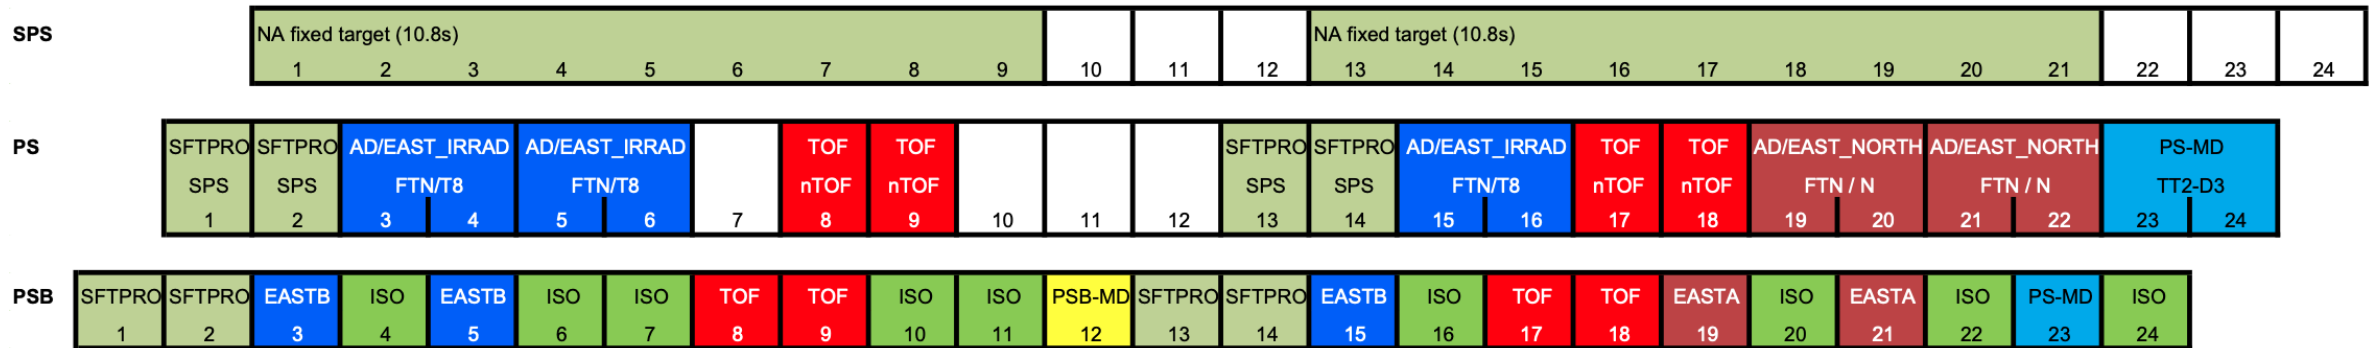 SPS
NA fixed target (10.8s) NA fixed target (10.8s)
1 2 3 4 5 6 7 8 9 10 11 12 13 14 15 16 17 18 19 20 21 22 23 24
PS
SFTPRO SFTPRO AD/EAST_IRRAD AD/EAST_IRRAD TOF TOF SFTPRO SFTPRO AD/EAST_IRRAD TOF TOF AD/EAST_NORTH AD/EAST_NORTH PS-MD
SPS SPS FTN/T8 FTN/T8 nTOF nTOF SPS SPS FTN/T8 nTOF nTOF FTN / N FTN / N TT2-D3
1 2 3 4 5 6 7 8 9 10 11 12 13 14 15 16 17 18 19 20 21 22 23 24
PSB
SFTPRO SFTPRO EASTB ISO EASTB ISO ISO TOF TOF ISO ISO PSB-MD SFTPRO SFTPRO EASTB ISO TOF TOF EASTA ISO EASTA ISO PS-MD ISO
1 2 3 4 5 6 7 8 9 10 11 12 13 14 15 16 17 18 19 20 21 22 23 24